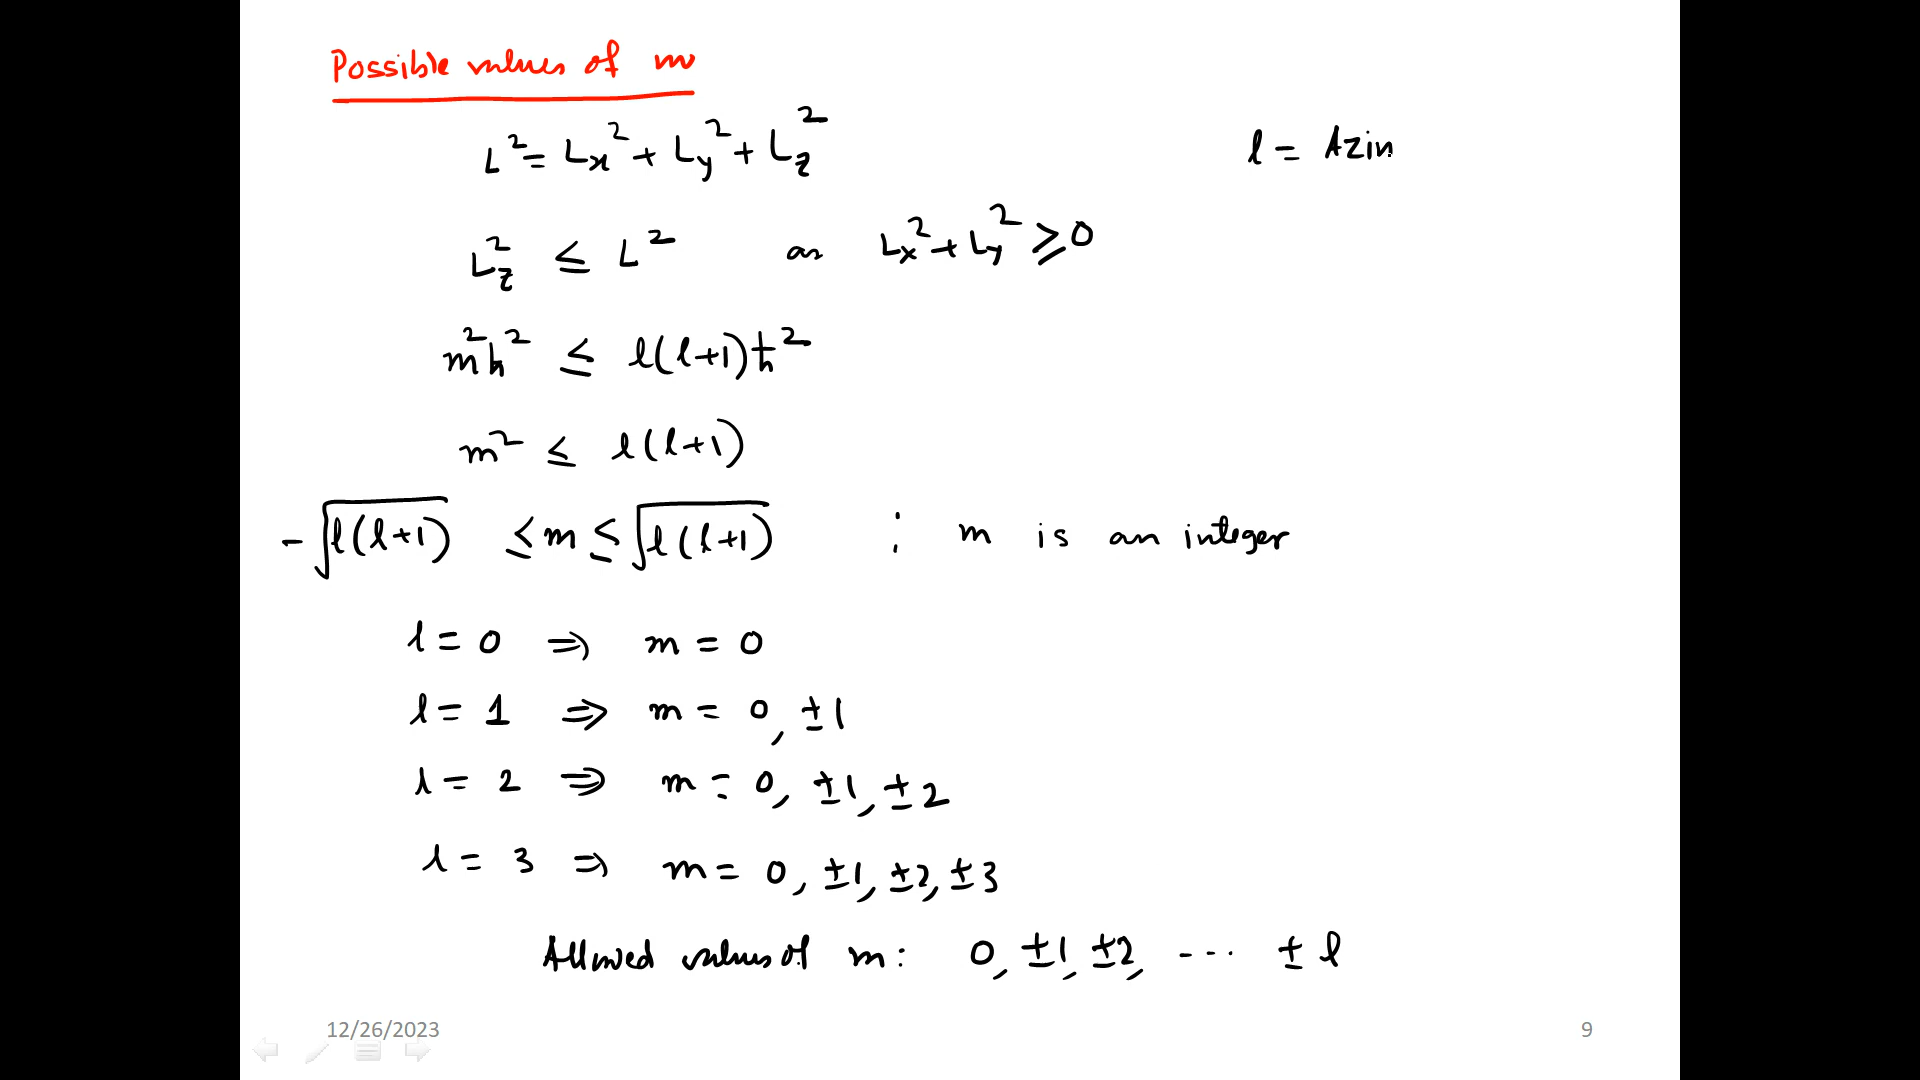 Possible values of m
L² = Lx² + Ly² + Lz²
l = Azim
Lz² ≤ L² as Lx² + Ly² ≥ 0
m²ħ² ≤ l(l+1)ħ²
m² ≤ l(l+1)
-√l(l+1) ≤ m ≤ √l(l+1) : m is an integer
l = 0 ⇒ m = 0
l = 1 ⇒ m = 0, ±1
l = 2 ⇒ m = 0, ±1, ±2
l = 3 ⇒ m = 0, ±1, ±2, ±3
Allowed values of m: 0, ±1, ±2, ... ± l
12/26/2023
9